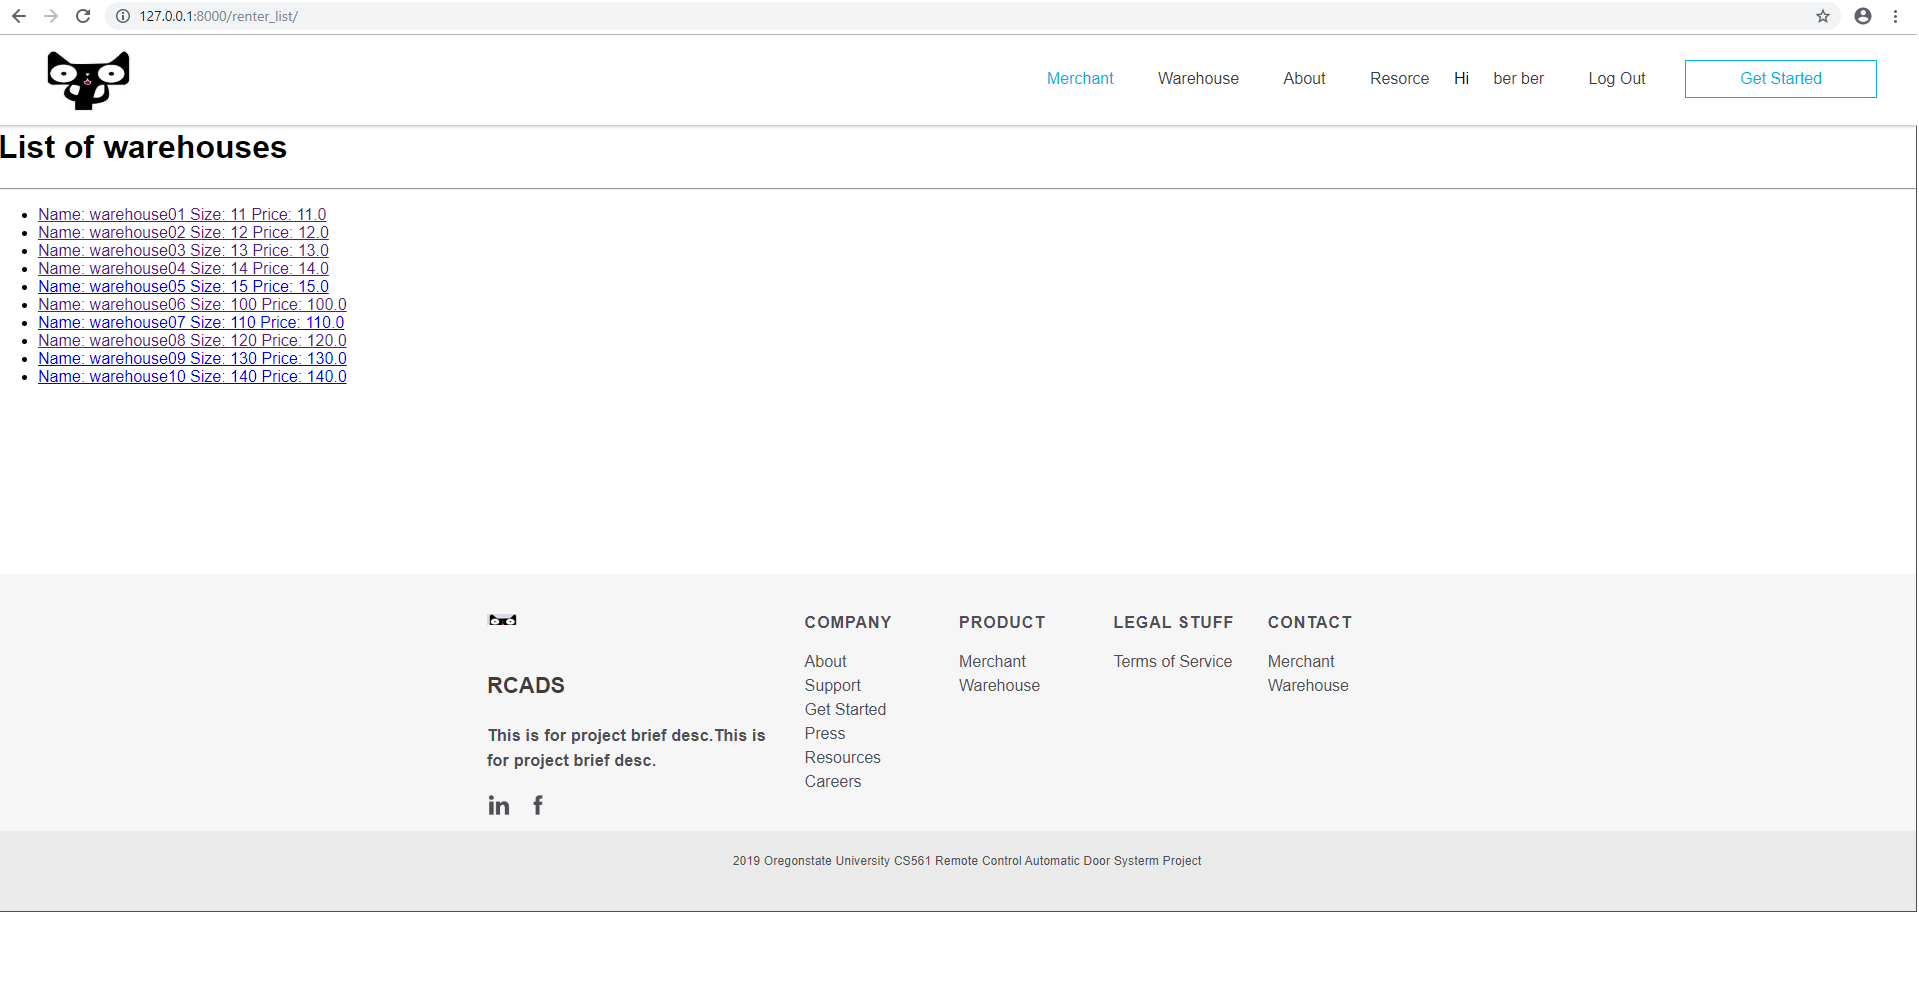 127.0.0.1:8000/renter_list/
Merchant Warehouse About Resorce Hi ber ber Log Out Get Started
List of warehouses
Name: warehouse01 Size: 11 Price: 11.0
Name: warehouse02 Size: 12 Price: 12.0
Name: warehouse03 Size: 13 Price: 13.0
Name: warehouse04 Size: 14 Price: 14.0
Name: warehouse05 Size: 15 Price: 15.0
Name: warehouse06 Size: 100 Price: 100.0
Name: warehouse07 Size: 110 Price: 110.0
Name: warehouse08 Size: 120 Price: 120.0
Name: warehouse09 Size: 130 Price: 130.0
Name: warehouse10 Size: 140 Price: 140.0
RCADS
This is for project brief desc.This is
for project brief desc.
in f
COMPANY
About
Support
Get Started
Press
Resources
Careers
PRODUCT
Merchant
Warehouse
LEGAL STUFF
Terms of Service
CONTACT
Merchant
Warehouse
2019 Oregonstate University CS561 Remote Control Automatic Door Systerm Project